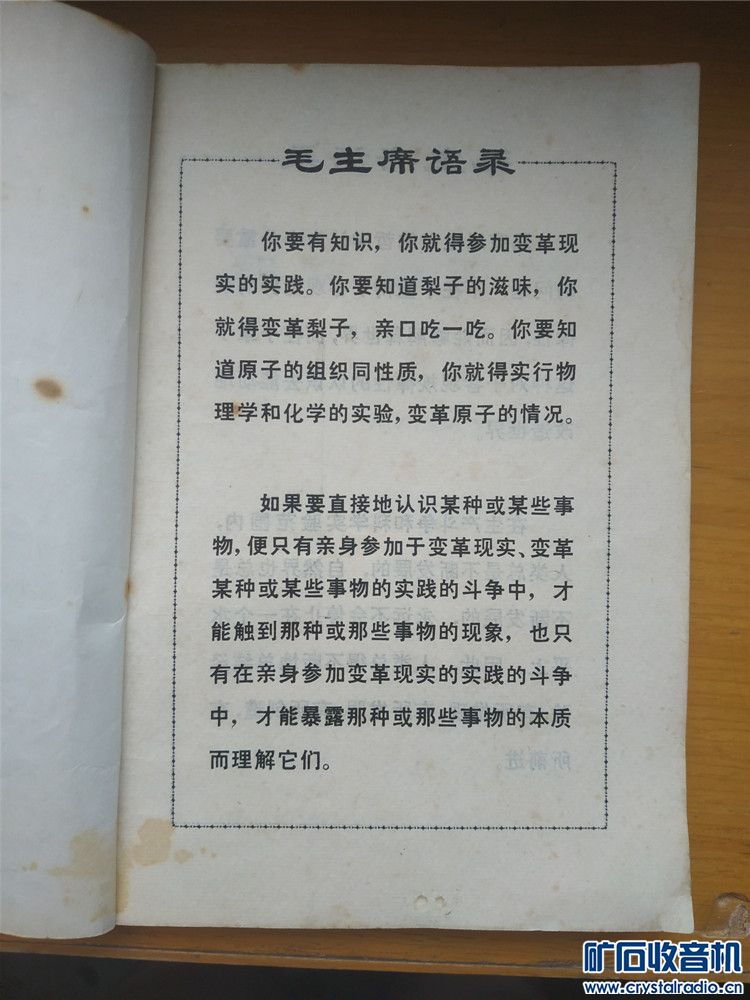 毛主席语录
你要有知识，你就得参加变革现
实的实践。你要知道梨子的滋味，你
就得变革梨子，亲口吃一吃。你要知
道原子的组织同性质，你就得实行物
理学和化学的实验，变革原子的情况。
如果要直接地认识某种或某些事
物，便只有亲身参加于变革现实、变革
某种或某些事物的实践的斗争中，才
能触到那种或那些事物的现象，也只
有在亲身参加变革现实的实践的斗争
中，才能暴露那种或那些事物的本质
而理解它们。
矿石收音机
www.crystalradio.cn